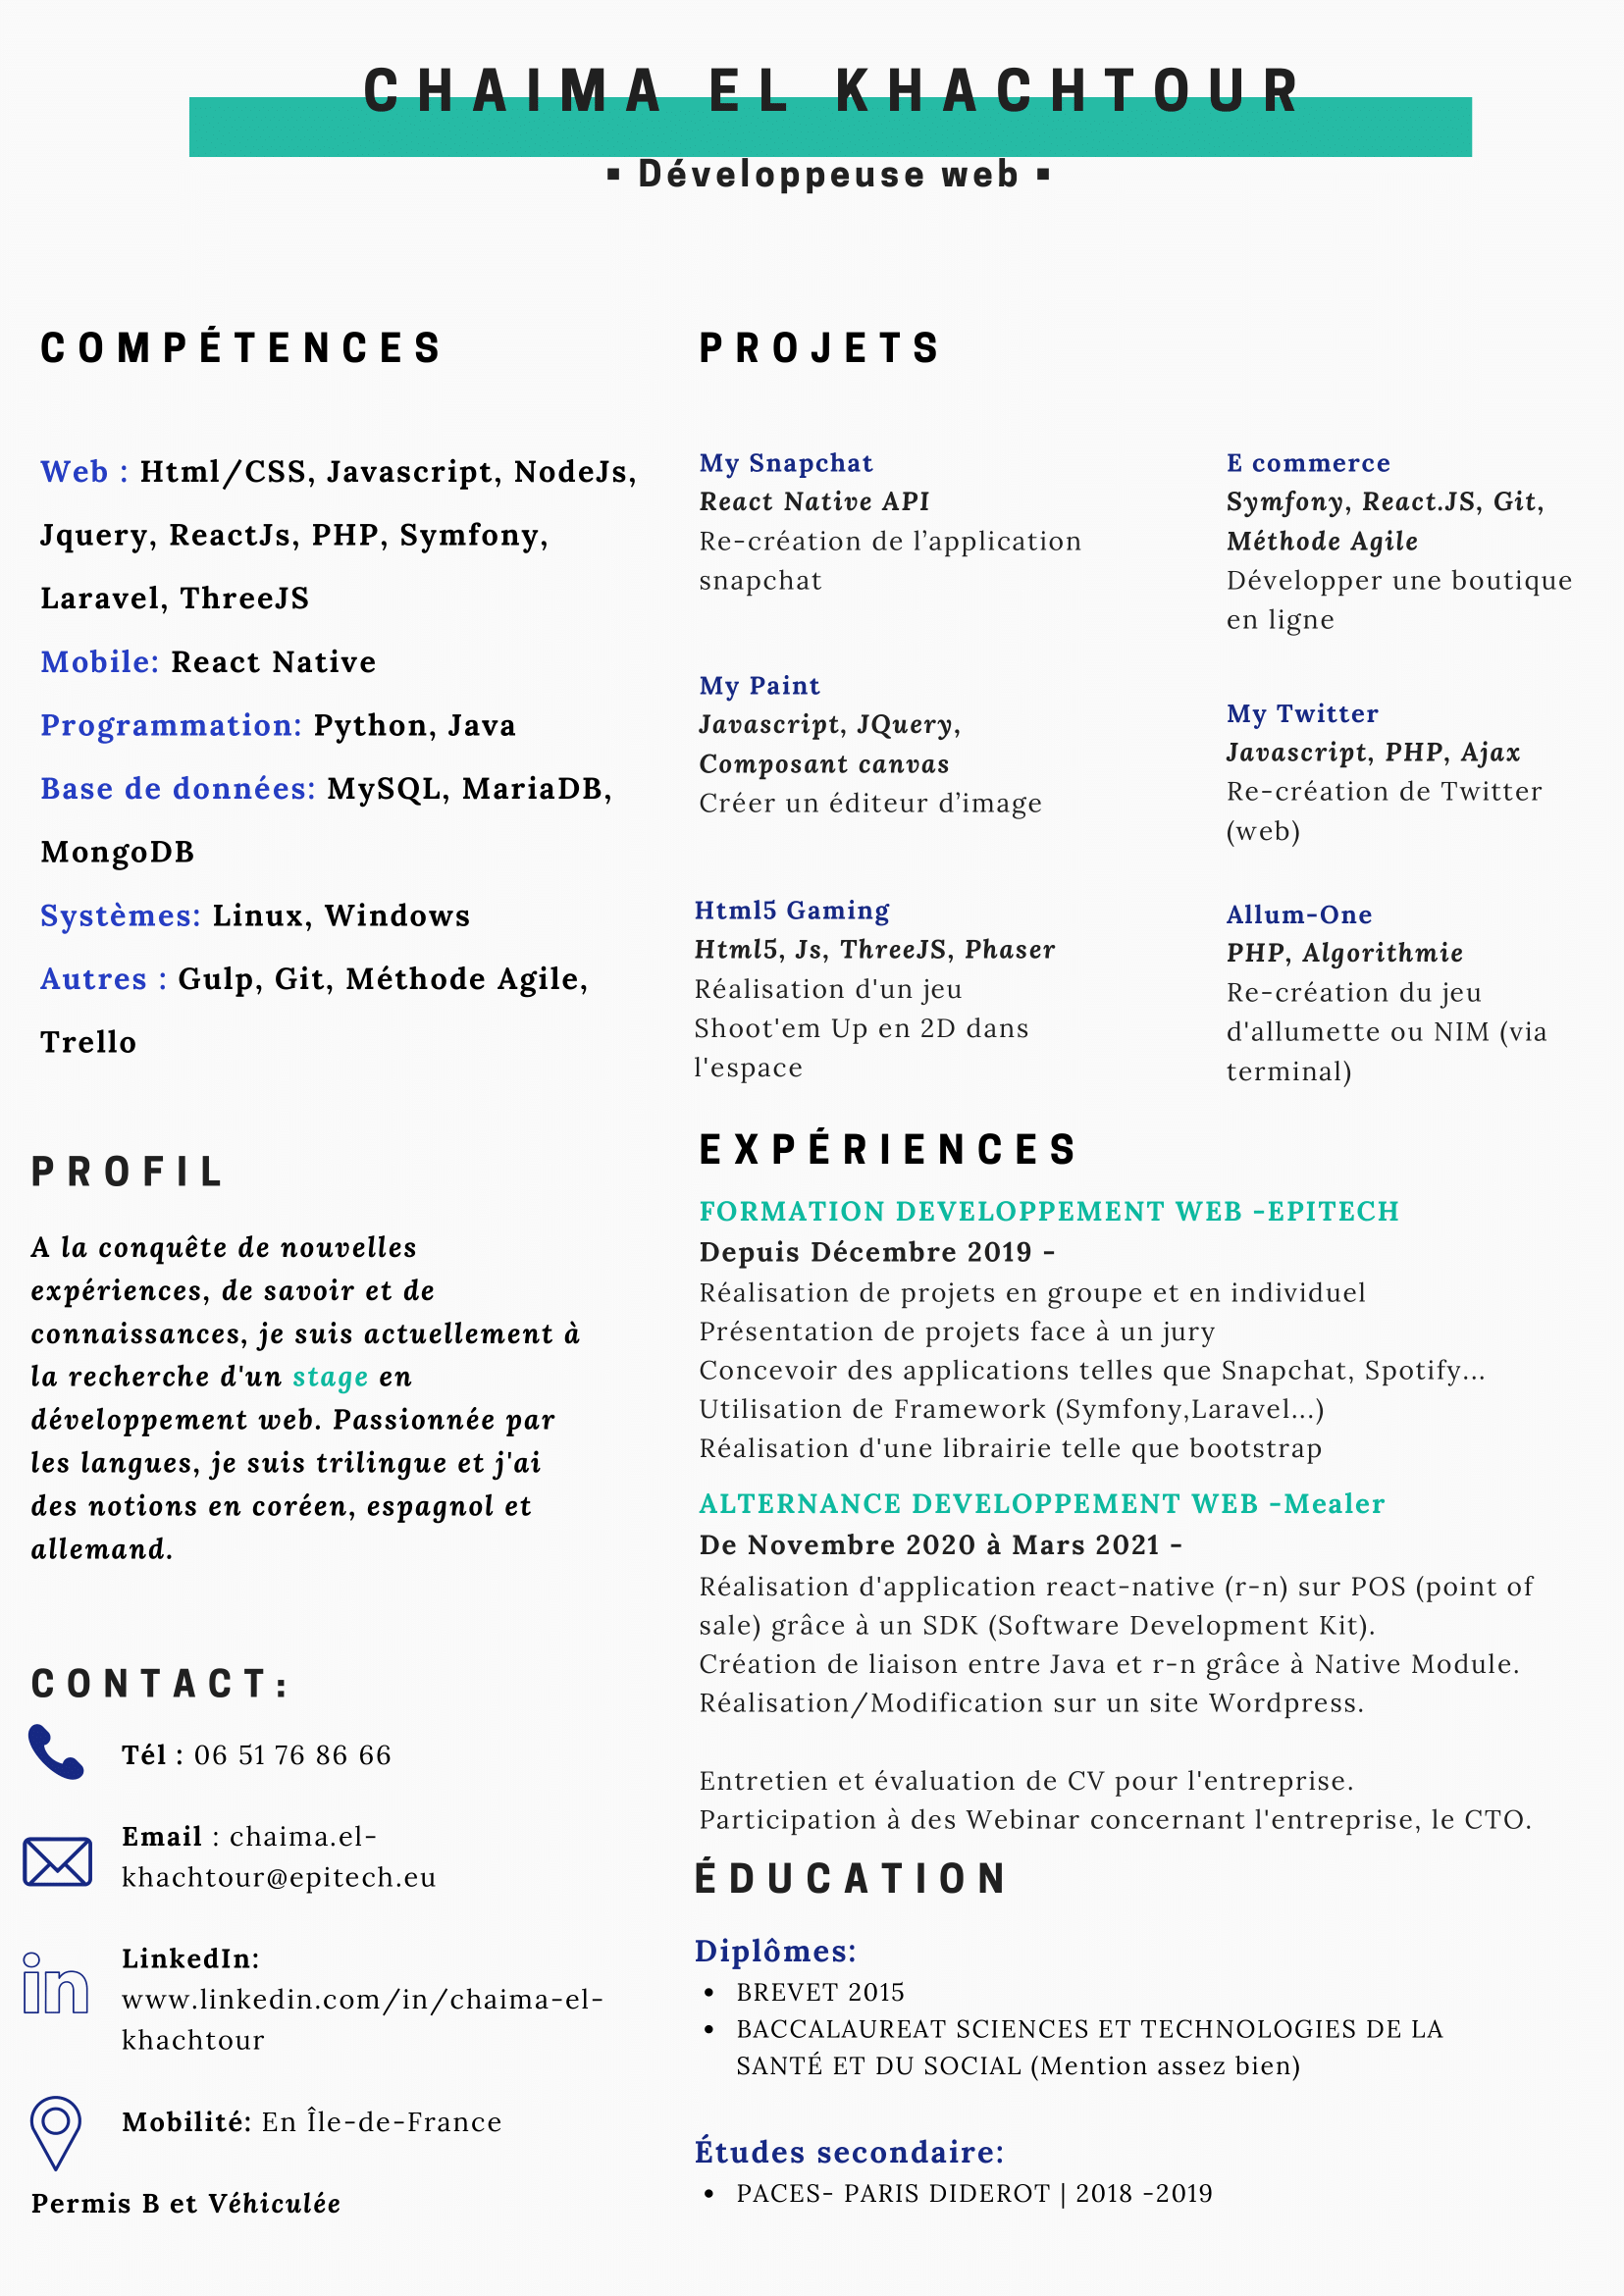 CHAIMA EL KHACHTOUR
▪ Développeuse web ▪
COMPÉTENCES
Web : Html/CSS, Javascript, NodeJs,
Jquery, ReactJs, PHP, Symfony,
Laravel, ThreeJS
Mobile: React Native
Programmation: Python, Java
Base de données: MySQL, MariaDB,
MongoDB
Systèmes: Linux, Windows
Autres : Gulp, Git, Méthode Agile,
Trello
PROFIL
A la conquête de nouvelles
expériences, de savoir et de
connaissances, je suis actuellement à
la recherche d'un stage en
développement web. Passionnée par
les langues, je suis trilingue et j'ai
des notions en coréen, espagnol et
allemand.
CONTACT:
Tél : 06 51 76 86 66
Email : chaima.el-
khachtour@epitech.eu
in
LinkedIn:
www.linkedin.com/in/chaima-el-
khachtour
Mobilité: En Île-de-France
Permis B et Véhiculée
PROJETS
My Snapchat
React Native API
Re-création de l’application
snapchat
My Paint
Javascript, JQuery,
Composant canvas
Créer un éditeur d’image
Html5 Gaming
Html5, Js, ThreeJS, Phaser
Réalisation d'un jeu
Shoot'em Up en 2D dans
l'espace
E commerce
Symfony, React.JS, Git,
Méthode Agile
Développer une boutique
en ligne
My Twitter
Javascript, PHP, Ajax
Re-création de Twitter
(web)
Allum-One
PHP, Algorithmie
Re-création du jeu
d'allumette ou NIM (via
terminal)
EXPÉRIENCES
FORMATION DEVELOPPEMENT WEB -EPITECH
Depuis Décembre 2019 -
Réalisation de projets en groupe et en individuel
Présentation de projets face à un jury
Concevoir des applications telles que Snapchat, Spotify...
Utilisation de Framework (Symfony,Laravel...)
Réalisation d'une librairie telle que bootstrap
ALTERNANCE DEVELOPPEMENT WEB -Mealer
De Novembre 2020 à Mars 2021 -
Réalisation d'application react-native (r-n) sur POS (point of
sale) grâce à un SDK (Software Development Kit).
Création de liaison entre Java et r-n grâce à Native Module.
Réalisation/Modification sur un site Wordpress.
Entretien et évaluation de CV pour l'entreprise.
Participation à des Webinar concernant l'entreprise, le CTO.
ÉDUCATION
Diplômes:
• BREVET 2015
• BACCALAUREAT SCIENCES ET TECHNOLOGIES DE LA
SANTÉ ET DU SOCIAL (Mention assez bien)
Études secondaire:
• PACES- PARIS DIDEROT | 2018 -2019